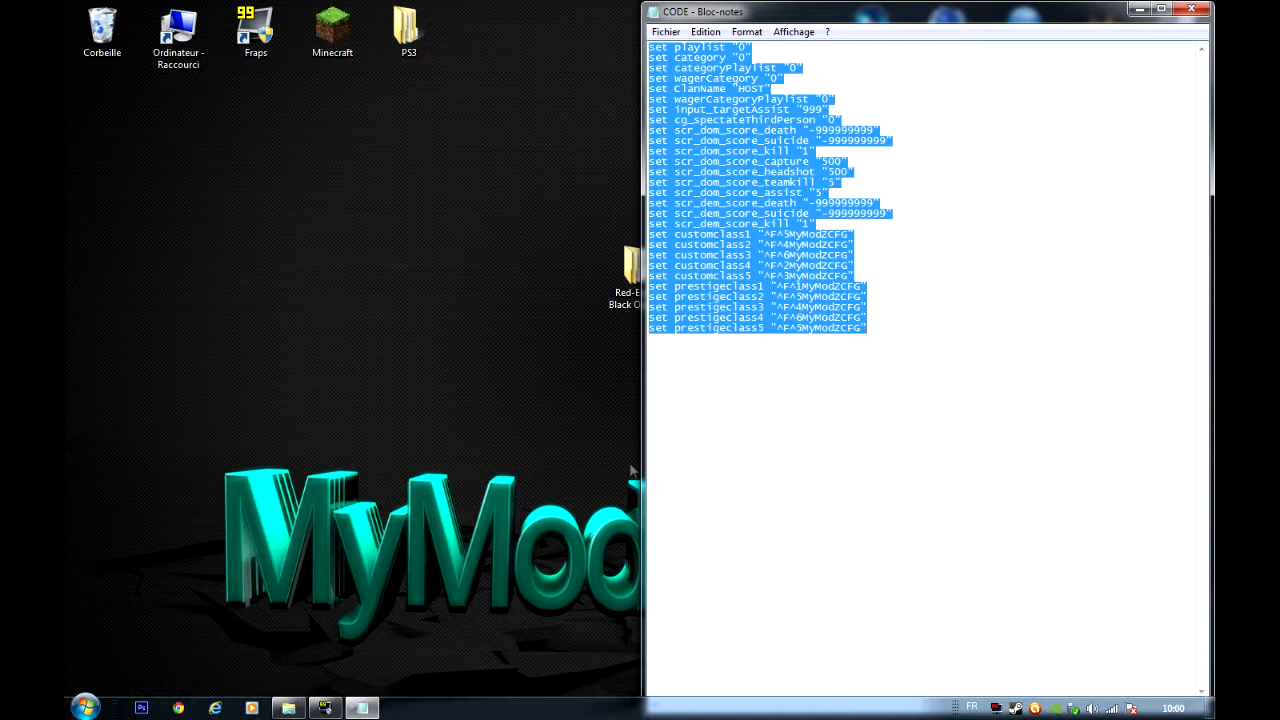 99
Corbeille
Ordinateur -
Raccourci
Fraps
Minecraft
PS3
Red-E
Black O
MyMod
CODE - Bloc-notes
Fichier Edition Format Affichage ?
set playlist "0"
set category "0"
set categoryPlaylist "0"
set wagerCategory "0"
set ClanName "HOST"
set wagerCategoryPlaylist "0"
set input_targetAssist "999"
set cg_spectateThirdPerson "0"
set scr_dom_score_death "-999999999"
set scr_dom_score_suicide "-999999999"
set scr_dom_score_kill "1"
set scr_dom_score_capture "500"
set scr_dom_score_headshot "500"
set scr_dom_score_teamkill "5"
set scr_dom_score_assist "5"
set scr_dem_score_death "-999999999"
set scr_dem_score_suicide "-999999999"
set scr_dem_score_kill "1"
set customclass1 "^F^5MyModZCFG"
set customclass2 "^F^4MyModZCFG"
set customclass3 "^F^6MyModZCFG"
set customclass4 "^F^2MyModZCFG"
set customclass5 "^F^3MyModZCFG"
set prestigeclass1 "^F^1MyModZCFG"
set prestigeclass2 "^F^5MyModZCFG"
set prestigeclass3 "^F^4MyModZCFG"
set prestigeclass4 "^F^6MyModZCFG"
set prestigeclass5 "^F^5MyModZCFG"
Ps
FR
10:00